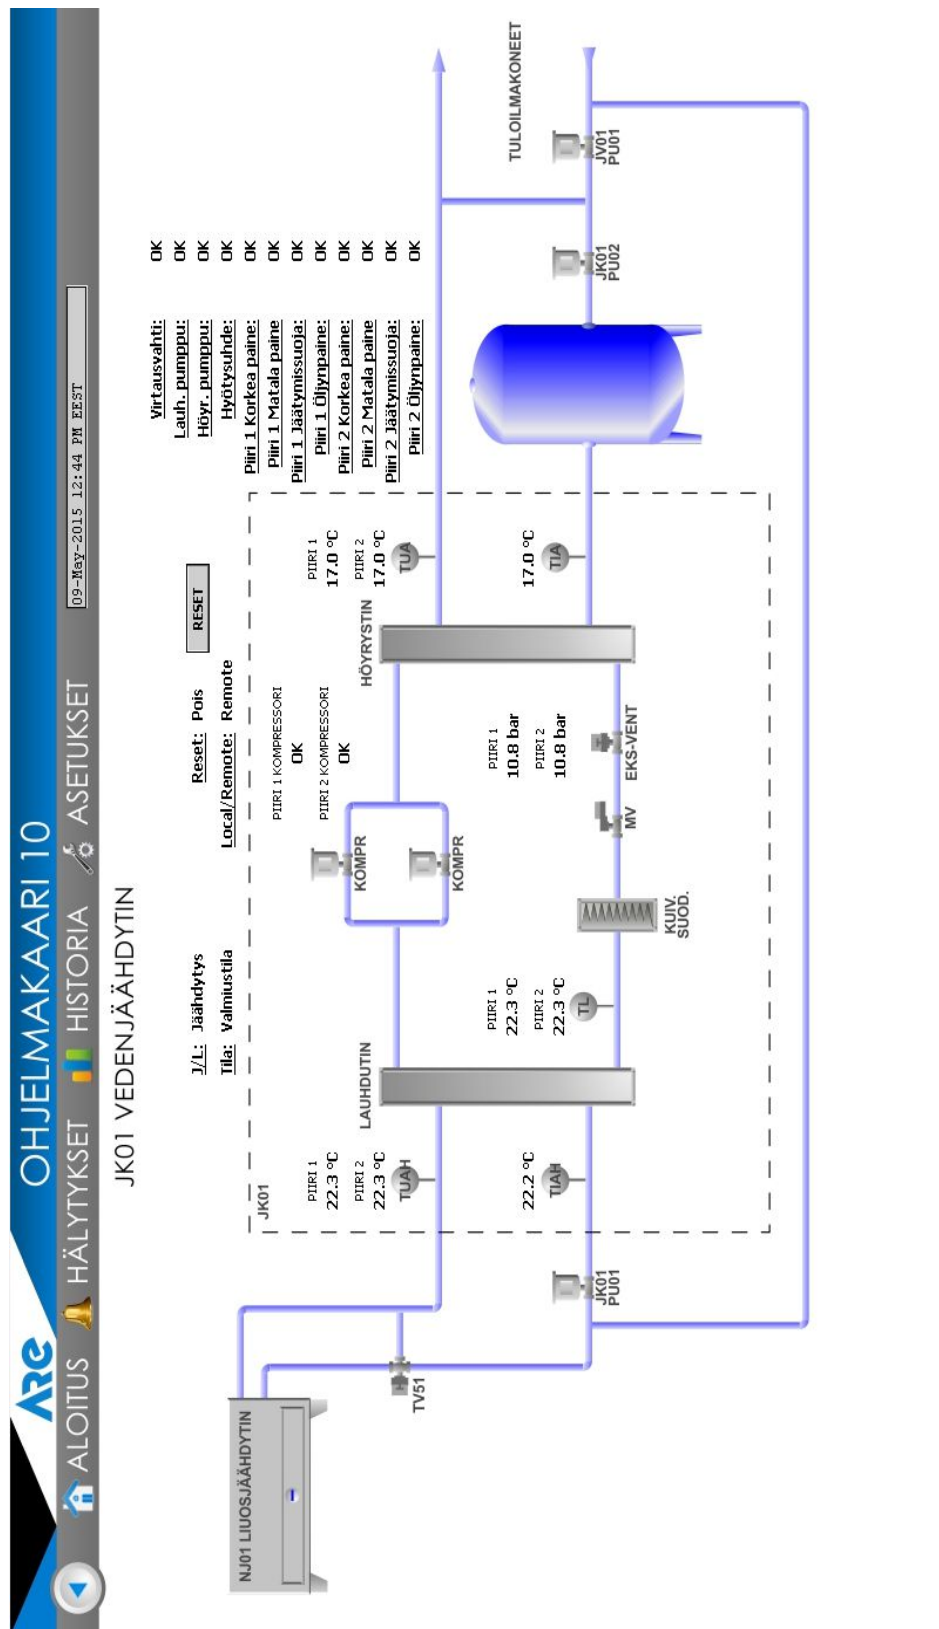 Are
OHJELMAKAARI 10
ALOITUS HÄLYTYKSET HISTORIA ASETUKSET
09-May-2015 12:44 PM EEST
JK01 VEDENJÄÄHDYTIN
J/L: Jäähdytys
Tila: Valmiustila
Reset: Pois
RESET
Local/Remote: Remote
Virtausvahti: OK
Lauh. pumppu: OK
Höyr. pumppu: OK
Hyötysuhde: OK
Piiri 1 Korkea paine: OK
Piiri 1 Matala paine OK
Piiri 1 Jäätymissuoja: OK
Piiri 1 Öljynpaine: OK
Piiri 2 Korkea paine: OK
Piiri 2 Matala paine OK
Piiri 2 Jäätymissuoja: OK
Piiri 2 Öljynpaine: OK
NJ01 LIUOSJÄÄHDYTIN
TV51
JK01
PIIRI 1
22.3 °C
PIIRI 2
22.3 °C
TUAH
22.2 °C
TIAH
JK01
PU01
LAUHDUTIN
PIIRI 1
22.3 °C
PIIRI 2
22.3 °C
TL
KUIV.
SUOD.
PIIRI 1 KOMPRESSORI
OK
PIIRI 2 KOMPRESSORI
OK
KOMPR
KOMPR
PIIRI 1
10.8 bar
PIIRI 2
10.8 bar
MV
EKS-VENT
HÖYRYSTIN
PIIRI 1
17.0 °C
PIIRI 2
17.0 °C
TUA
17.0 °C
TIA
JK01
PU02
TULOILMAKONEET
JV01
PU01